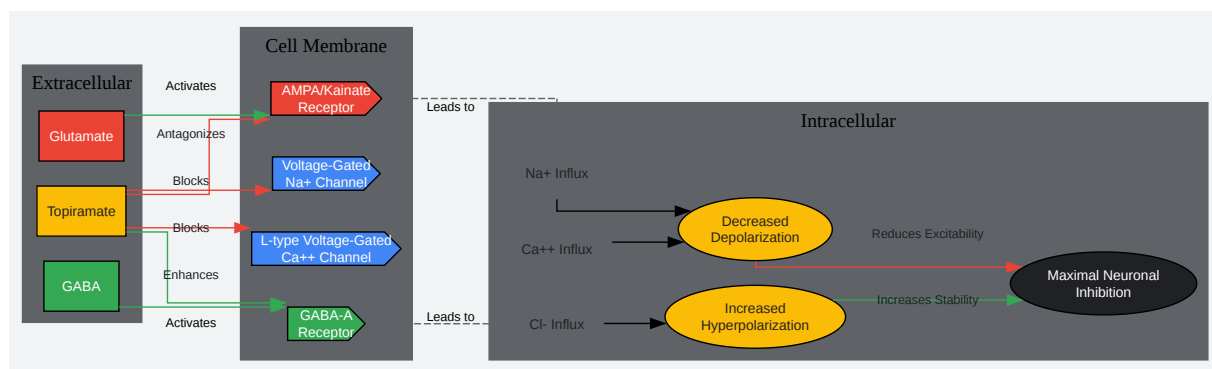 Extracellular
Glutamate
Topiramate
GABA
Activates
Antagonizes
Blocks
Blocks
Enhances
Activates
Cell Membrane
AMPA/Kainate
Receptor
Voltage-Gated
Na+ Channel
L-type Voltage-Gated
Ca++ Channel
GABA-A
Receptor
Leads to
Leads to
Intracellular
Na+ Influx
Ca++ Influx
Cl- Influx
Decreased
Depolarization
Increased
Hyperpolarization
Reduces Excitability
Increases Stability
Maximal Neuronal
Inhibition